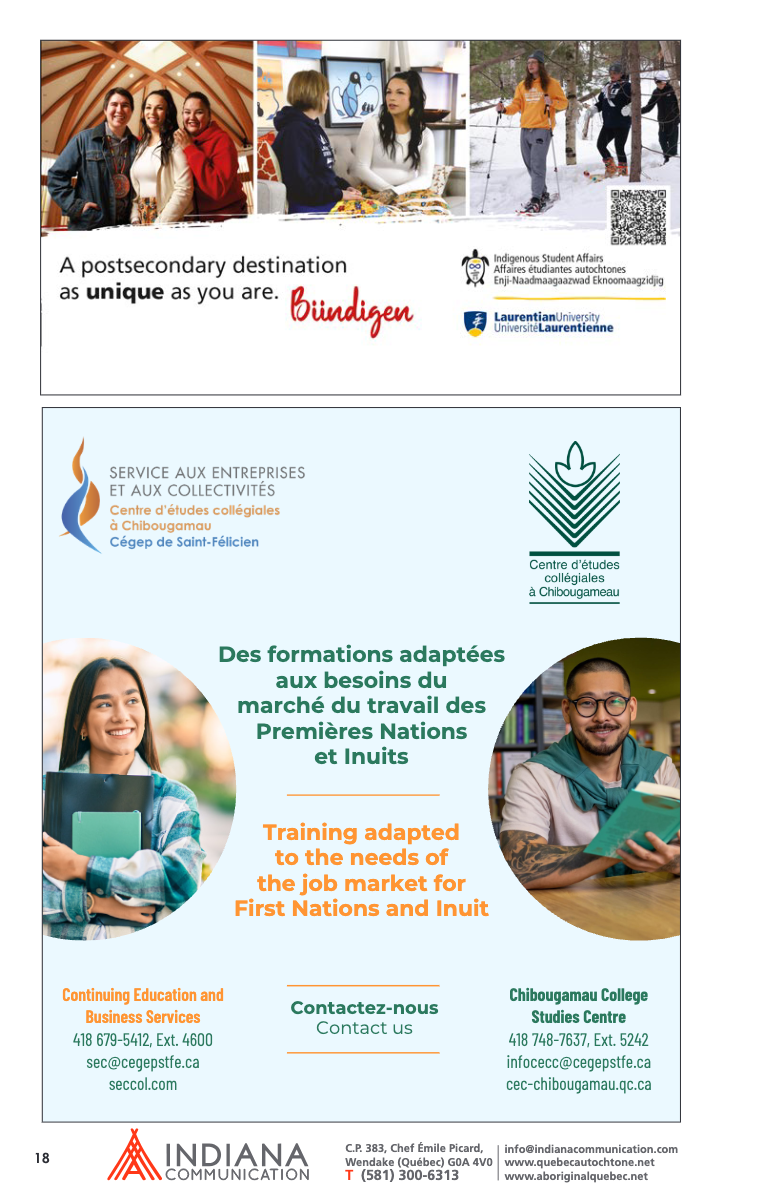 A postsecondary destination
as unique as you are.
Biindigen
Indigenous Student Affairs
Affaires étudiantes autochtones
Enji-Naadmaagaazwad Eknoomaagzidjig
LaurentianUniversity
UniversitéLaurentienne
SERVICE AUX ENTREPRISES
ET AUX COLLECTIVITÉS
Centre d'études collégiales
à Chibougamau
Cégep de Saint-Félicien
Centre d'études
collégiales
à Chibougameau
Des formations adaptées
aux besoins du
marché du travail des
Premières Nations
et Inuits
Training adapted
to the needs of
the job market for
First Nations and Inuit
Continuing Education and
Business Services
418 679-5412, Ext. 4600
sec@cegepstfe.ca
seccol.com
Contactez-nous
Contact us
Chibougamau College
Studies Centre
418 748-7637, Ext. 5242
infocecc@cegepstfe.ca
cec-chibougamau.qc.ca
18
INDIANA
COMMUNICATION
C.P. 383, Chef Émile Picard,
Wendake (Québec) G0A 4V0
T (581) 300-6313
info@indianacommunication.com
www.quebecautochtone.net
www.aboriginalquebec.net